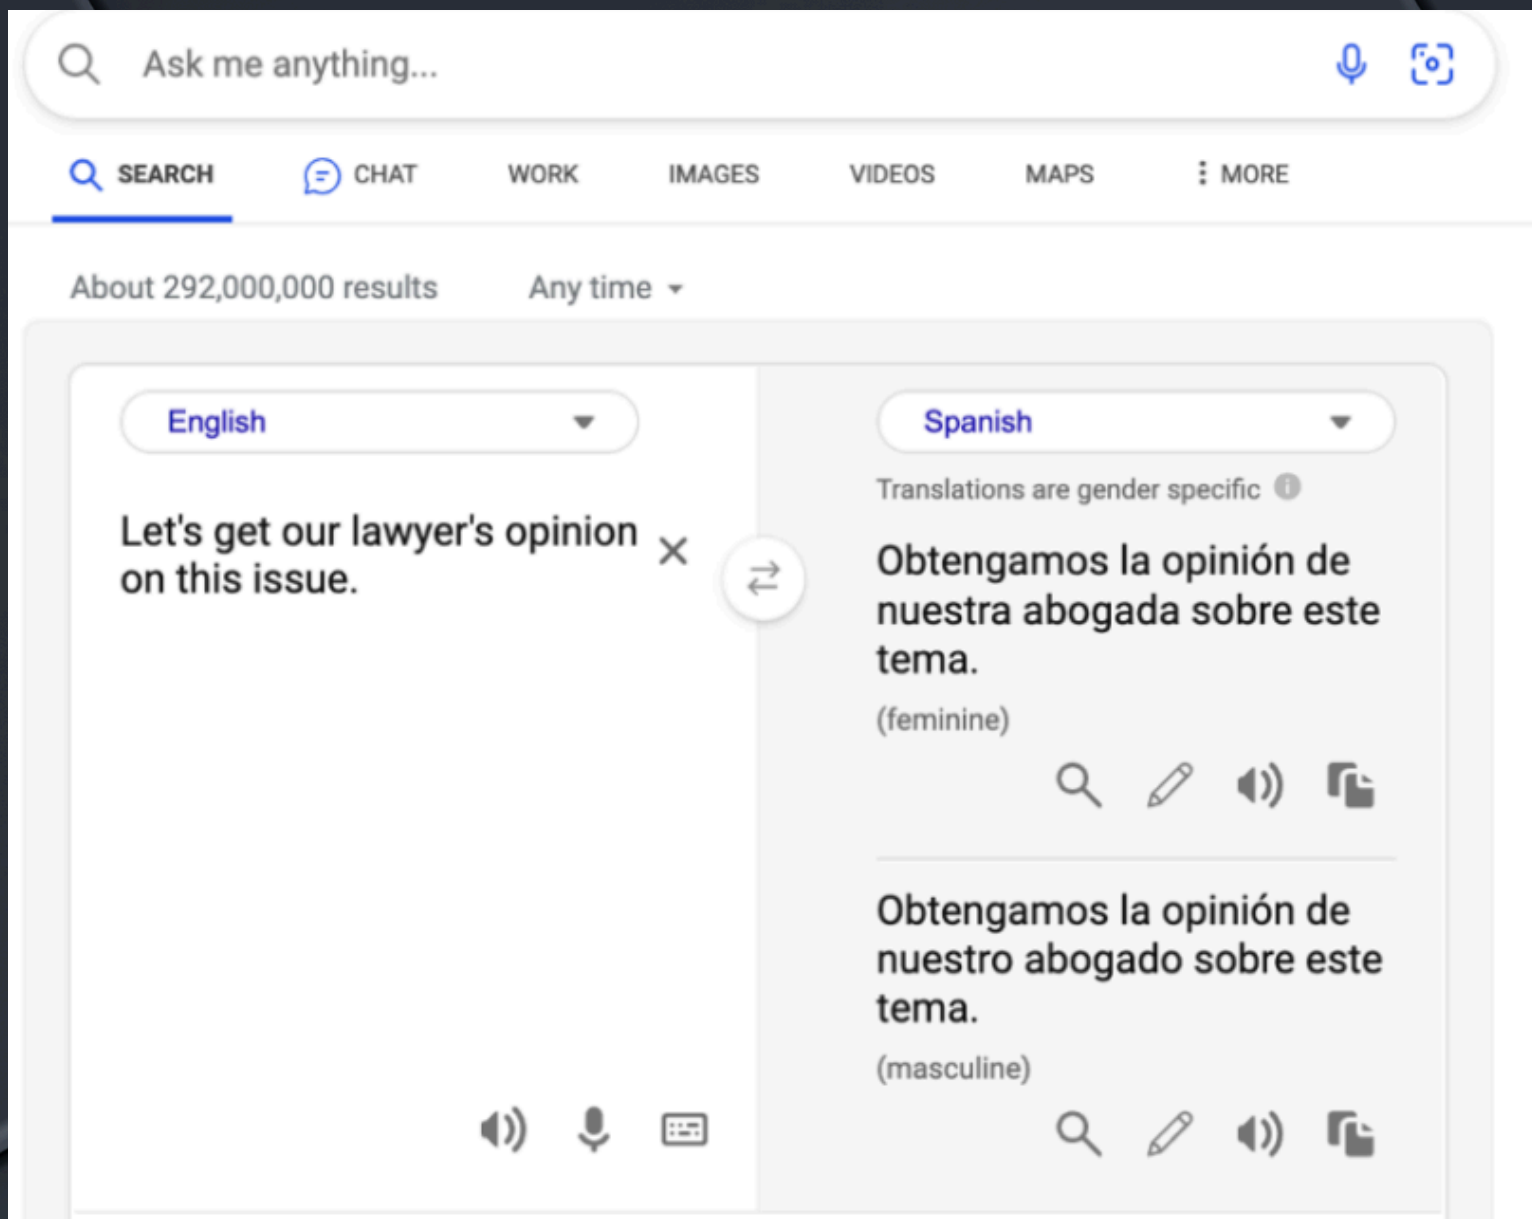 Ask me anything...
SEARCH CHAT WORK IMAGES VIDEOS MAPS MORE
About 292,000,000 results Any time
English
Let's get our lawyer's opinion
on this issue.
Spanish
Translations are gender specific
Obtengamos la opinión de
nuestra abogada sobre este
tema.
(feminine)
Obtengamos la opinión de
nuestro abogado sobre este
tema.
(masculine)